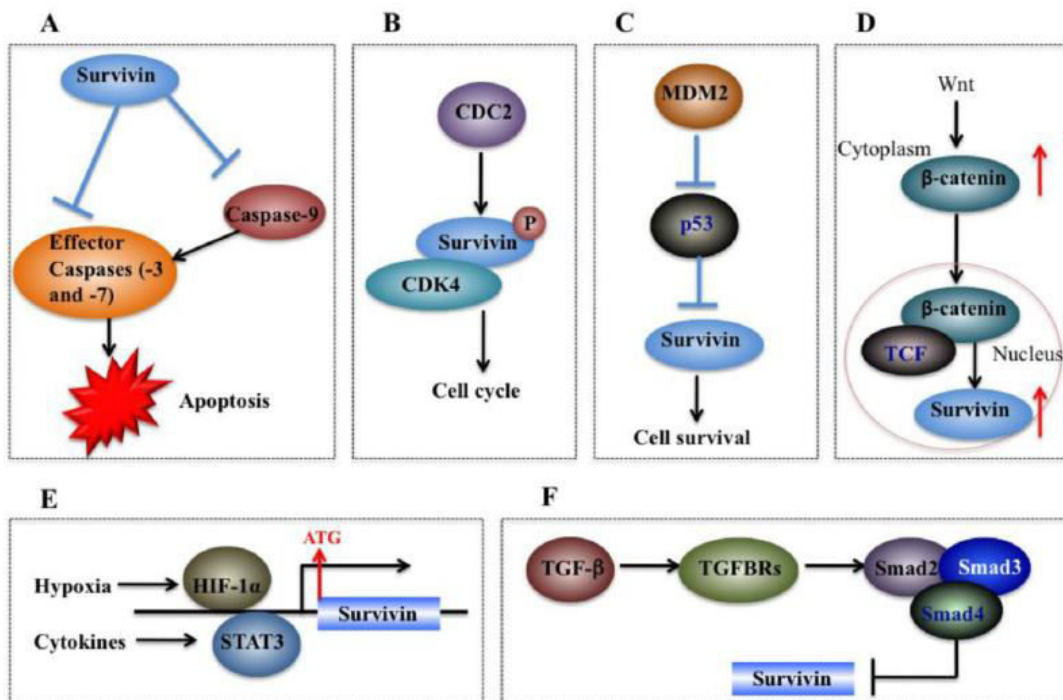 A
Survivin
Caspase-9
Effector
Caspases (-3
and -7)
Apoptosis
B
CDC2
P
Survivin
CDK4
Cell cycle
C
MDM2
p53
Survivin
Cell survival
D
Wnt
Cytoplasm
β-catenin
β-catenin
TCF
Nucleus
Survivin
E
ATG
Hypoxia
HIF-1α
Survivin
Cytokines
STAT3
F
TGF-β
TGFBRs
Smad2
Smad3
Smad4
Survivin